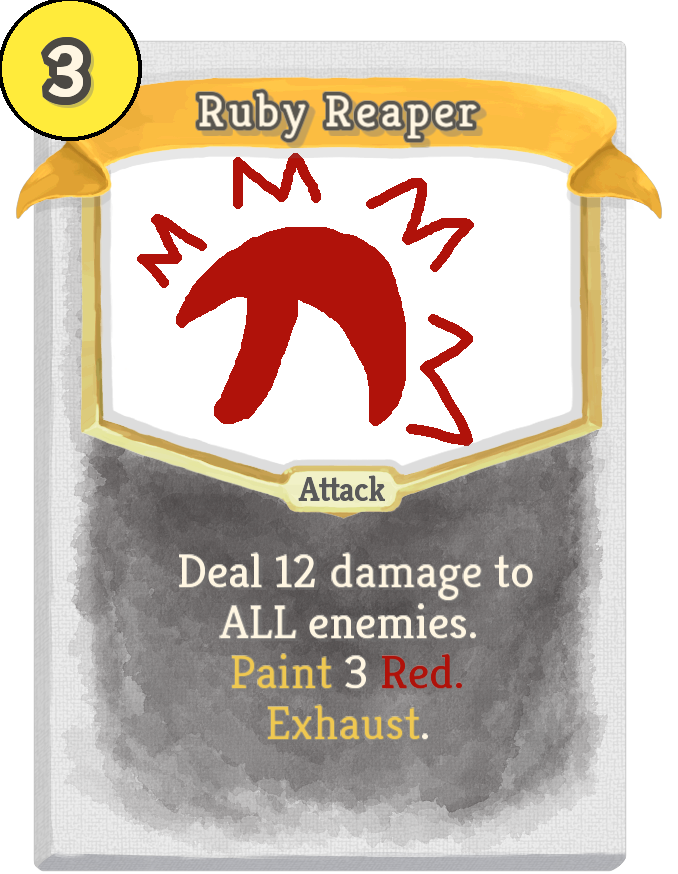 3
Ruby Reaper
Attack
Deal 12 damage to
ALL enemies.
Paint 3 Red.
Exhaust.